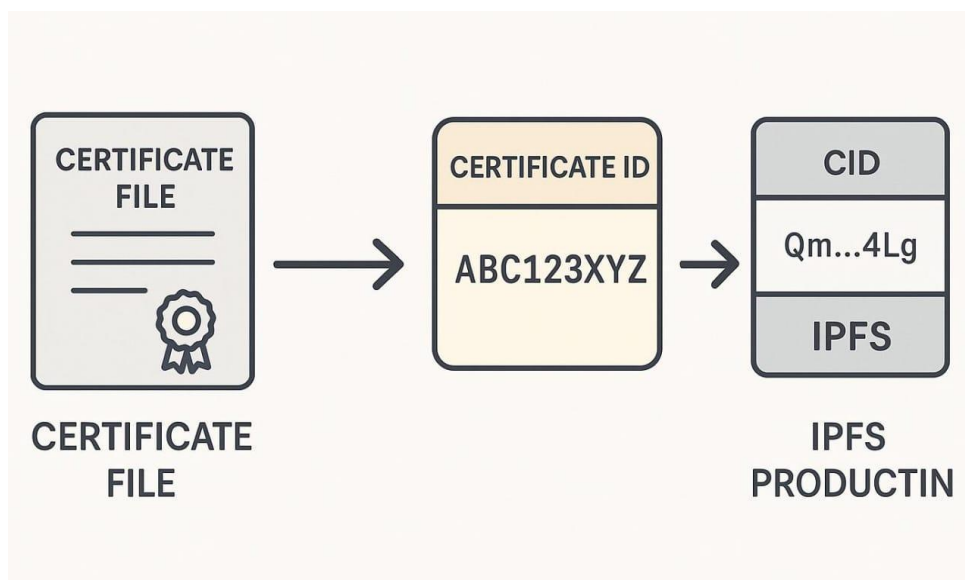 CERTIFICATE
FILE
CERTIFICATE ID
ABC123XYZ
CID
Qm...4Lg
IPFS
CERTIFICATE
FILE
IPFS
PRODUCTIN